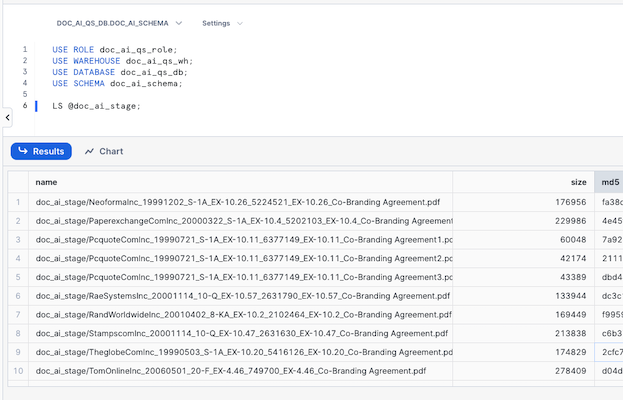 DOC_AI_QS_DB.DOC_AI_SCHEMA Settings
1 USE ROLE doc_ai_qs_role;
2 USE WAREHOUSE doc_ai_qs_wh;
3 USE DATABASE doc_ai_qs_db;
4 USE SCHEMA doc_ai_schema;
5
6 LS @doc_ai_stage;
Results Chart
name size md5
1 doc_ai_stage/NeoformaInc_19991202_S-1A_EX-10.26_5224521_EX-10.26_Co-Branding Agreement.pdf 176956 fa38c
2 doc_ai_stage/PaperexchangeComInc_20000322_S-1A_EX-10.4_5202103_EX-10.4_Co-Branding Agreement 229986 4e45
3 doc_ai_stage/PcquoteComInc_19990721_S-1A_EX-10.11_6377149_EX-10.11_Co-Branding Agreement1.pd 60048 7a92
4 doc_ai_stage/PcquoteComInc_19990721_S-1A_EX-10.11_6377149_EX-10.11_Co-Branding Agreement2.pd 42174 2111
5 doc_ai_stage/PcquoteComInc_19990721_S-1A_EX-10.11_6377149_EX-10.11_Co-Branding Agreement3.pd 43389 dbd4
6 doc_ai_stage/RaeSystemsInc_20001114_10-Q_EX-10.57_2631790_EX-10.57_Co-Branding Agreement.pdf 133944 dc3c
7 doc_ai_stage/RandWorldwideInc_20010402_8-KA_EX-10.2_2102464_EX-10.2_Co-Branding Agreement.pdf 169449 f9959
8 doc_ai_stage/StampscomInc_20001114_10-Q_EX-10.47_2631630_EX-10.47_Co-Branding Agreement.pdf 213838 c6b3
9 doc_ai_stage/TheglobeComInc_19990503_S-1A_EX-10.20_5416126_EX-10.20_Co-Branding Agreement.pd 174829 2cfc7
10 doc_ai_stage/TomOnlineInc_20060501_20-F_EX-4.46_749700_EX-4.46_Co-Branding Agreement.pdf 278409 d04d